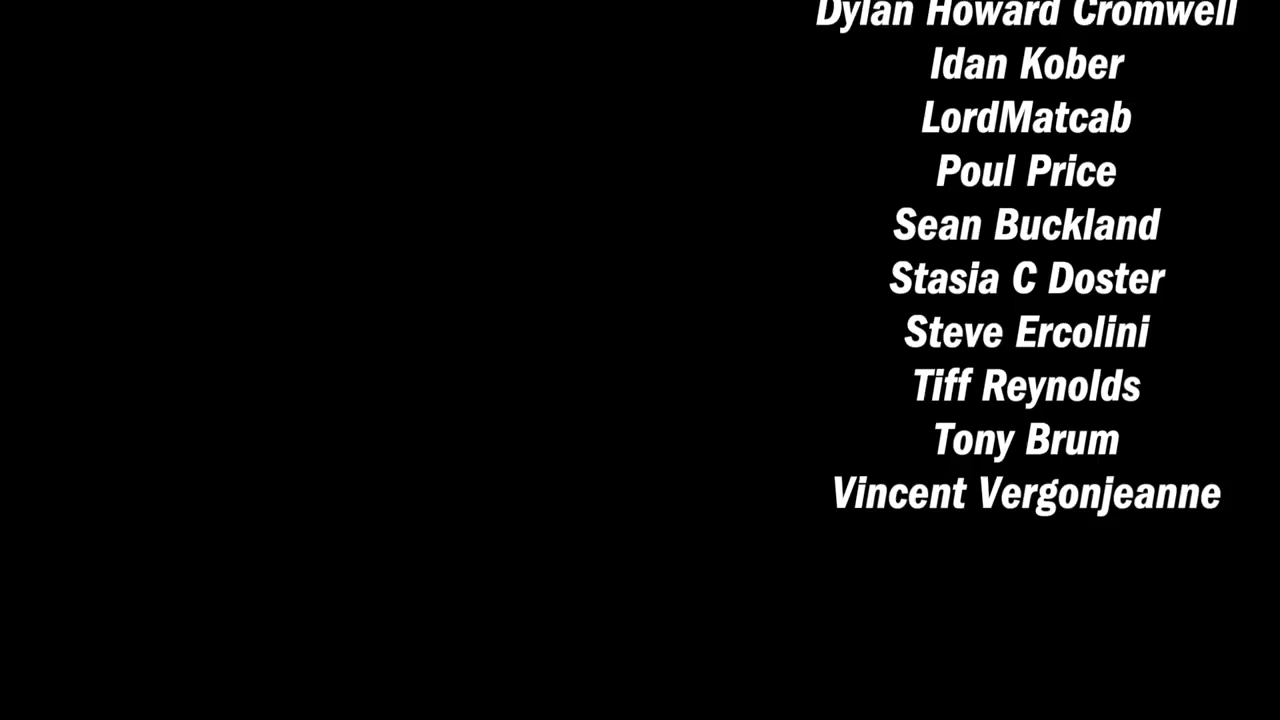 Dylan Howard Cromwell
Idan Kober
LordMatcab
Poul Price
Sean Buckland
Stasia C Doster
Steve Ercolini
Tiff Reynolds
Tony Brum
Vincent Vergonjeanne